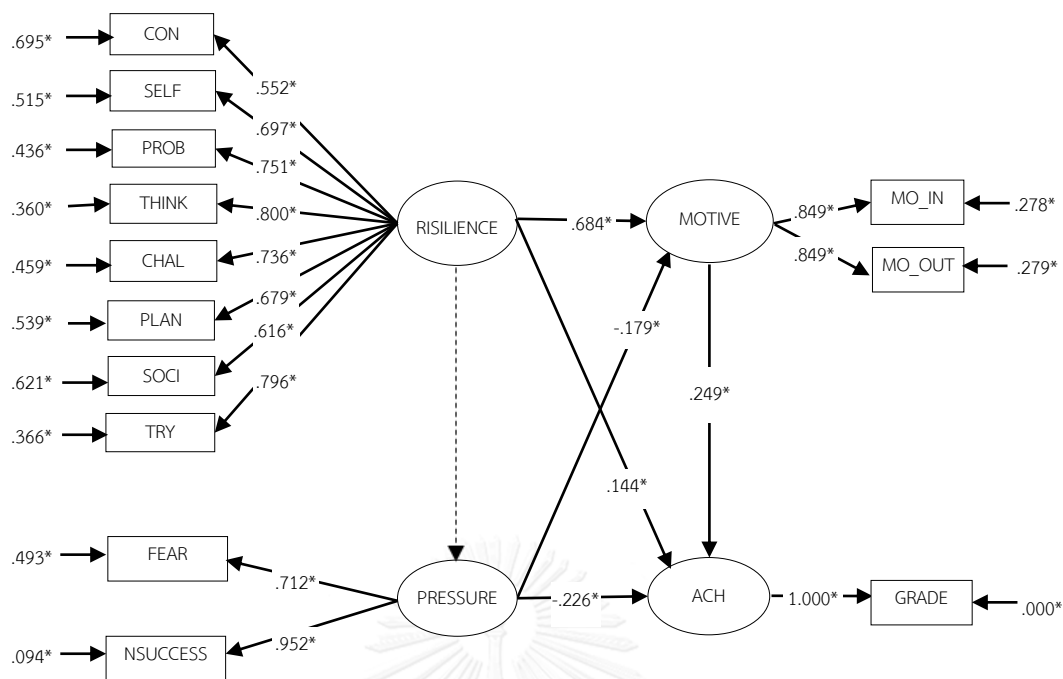 .695*
CON
.552*
.515*
SELF
.697*
.436*
PROB
.751*
.360*
THINK
.800*
.459*
CHAL
.736*
.539*
PLAN
.679*
.621*
SOCI
.616*
.366*
TRY
.796*
RISILIENCE
.684*
MOTIVE
.849*
MO_IN
.278*
.849*
MO_OUT
.279*
-.179*
.249*
.144*
.493*
FEAR
.712*
PRESSURE
-.226*
ACH
1.000*
GRADE
.000*
.094*
NSUCCESS
.952*